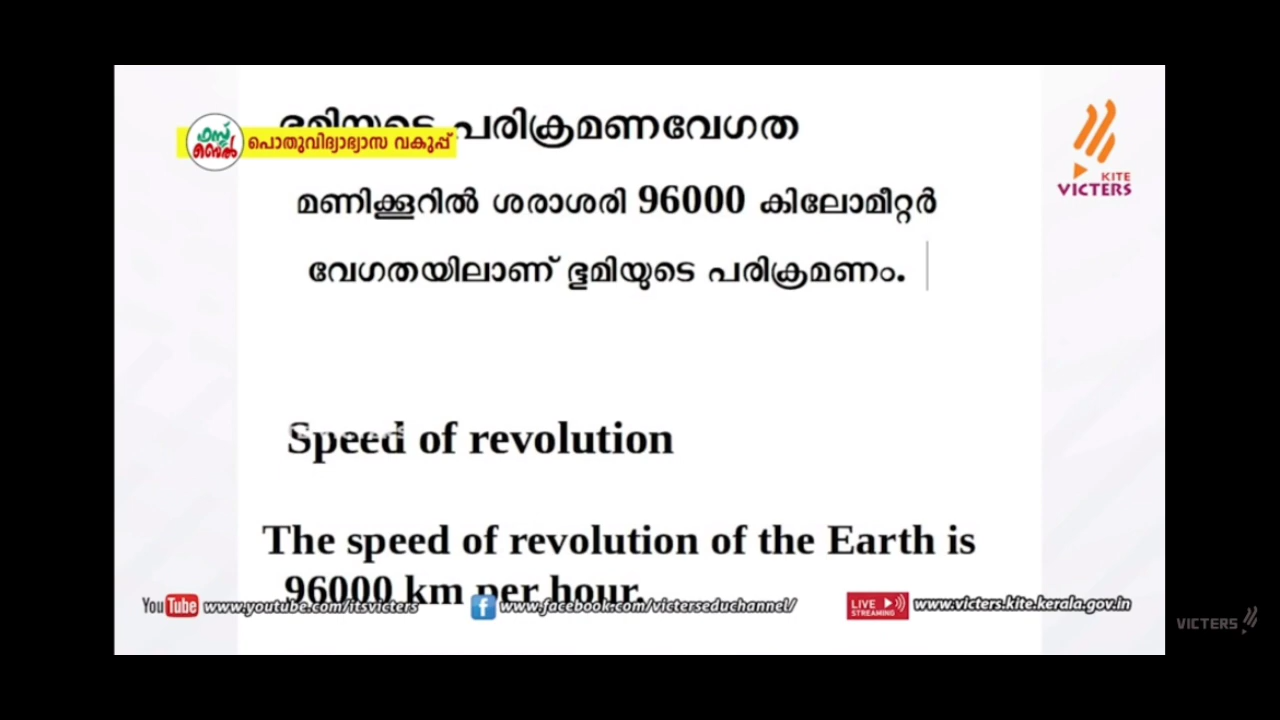 ഭൂമിയുടെ പരിക്രമണവേഗത
ഫസ്റ്റ് ബെൽ
പൊതുവിദ്യാഭ്യാസ വകുപ്പ്
KITE
VICTERS
മണിക്കൂറിൽ ശരാശരി 96000 കിലോമീറ്റർ
വേഗതയിലാണ് ഭൂമിയുടെ പരിക്രമണം.
Speed of revolution
The speed of revolution of the Earth is
96000 km per hour.
YouTube www.youtube.com/itsvicters
f www.facebook.com/victerseduchannel/
LIVE STREAMING www.victers.kite.kerala.gov.in
VICTERS